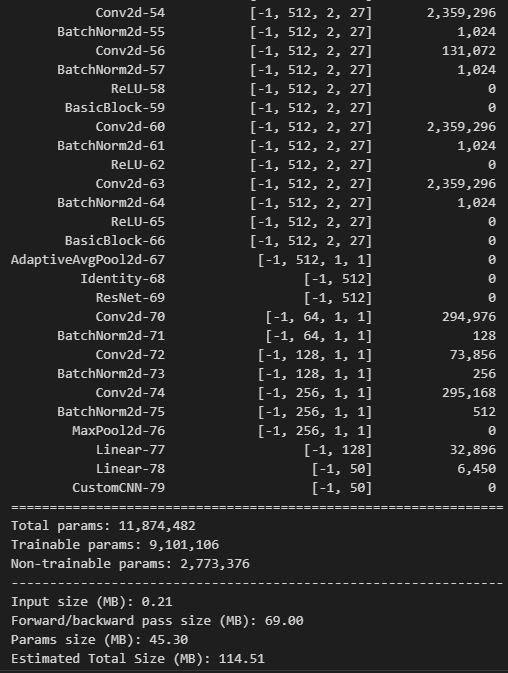 Conv2d-54 [-1, 512, 2, 27] 2,359,296
BatchNorm2d-55 [-1, 512, 2, 27] 1,024
Conv2d-56 [-1, 512, 2, 27] 131,072
BatchNorm2d-57 [-1, 512, 2, 27] 1,024
ReLU-58 [-1, 512, 2, 27] 0
BasicBlock-59 [-1, 512, 2, 27] 0
Conv2d-60 [-1, 512, 2, 27] 2,359,296
BatchNorm2d-61 [-1, 512, 2, 27] 1,024
ReLU-62 [-1, 512, 2, 27] 0
Conv2d-63 [-1, 512, 2, 27] 2,359,296
BatchNorm2d-64 [-1, 512, 2, 27] 1,024
ReLU-65 [-1, 512, 2, 27] 0
BasicBlock-66 [-1, 512, 2, 27] 0
AdaptiveAvgPool2d-67 [-1, 512, 1, 1] 0
Identity-68 [-1, 512] 0
ResNet-69 [-1, 512] 0
Conv2d-70 [-1, 64, 1, 1] 294,976
BatchNorm2d-71 [-1, 64, 1, 1] 128
Conv2d-72 [-1, 128, 1, 1] 73,856
BatchNorm2d-73 [-1, 128, 1, 1] 256
Conv2d-74 [-1, 256, 1, 1] 295,168
BatchNorm2d-75 [-1, 256, 1, 1] 512
MaxPool2d-76 [-1, 256, 1, 1] 0
Linear-77 [-1, 128] 32,896
Linear-78 [-1, 50] 6,450
CustomCNN-79 [-1, 50] 0
================================================================
Total params: 11,874,482
Trainable params: 9,101,106
Non-trainable params: 2,773,376
----------------------------------------------------------------
Input size (MB): 0.21
Forward/backward pass size (MB): 69.00
Params size (MB): 45.30
Estimated Total Size (MB): 114.51